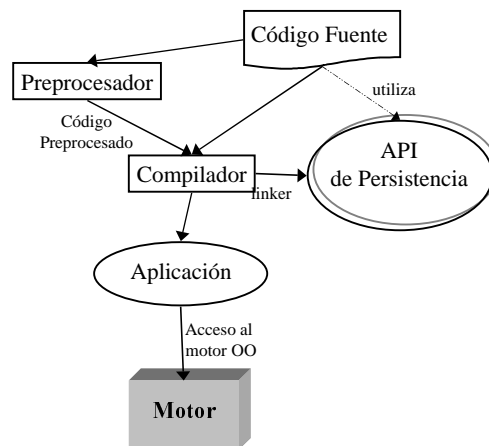 Código Fuente
Preprocesador
utiliza
Código
Preprocesado
API
de Persistencia
Compilador
linker
Aplicación
Acceso al
motor OO
Motor